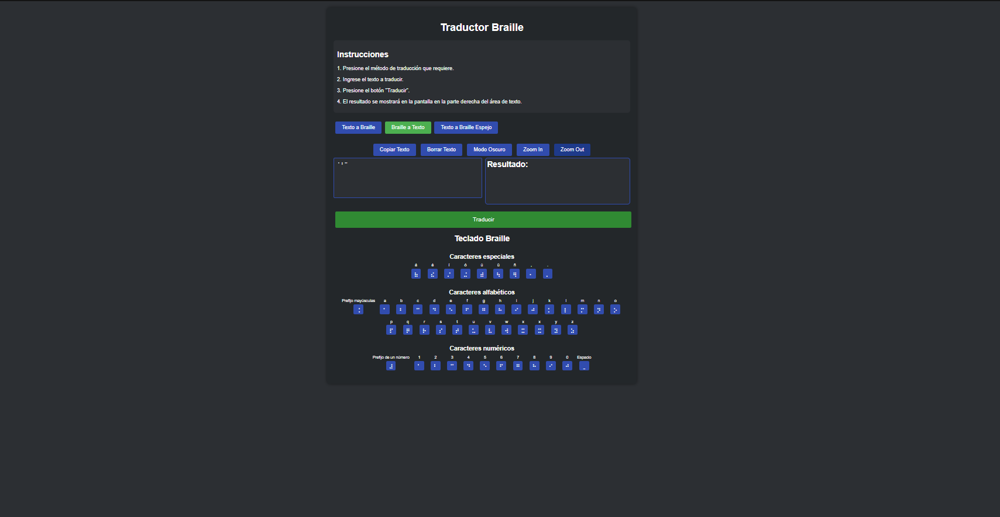 Traductor Braille
Instrucciones
1. Presione el método de traducción que requiere.
2. Ingrese el texto a traducir.
3. Presione el botón "Traducir".
4. El resultado se mostrará en la pantalla en la parte derecha del área de texto.
Texto a Braille Braille a Texto Texto a Braille Espejo
Copiar Texto Borrar Texto Modo Oscuro Zoom In Zoom Out
⠁⠃⠉
Resultado:
Traducir
Teclado Braille
Caracteres especiales
á é í ó ú ü ñ , .
⠷ ⠮ ⠌ ⠬ ⠾ ⠳ ⠻ ⠂ ⠄
Caracteres alfabéticos
Prefijo mayúsculas a b c d e f g h i j k l m n o
⠨ ⠁ ⠃ ⠉ ⠙ ⠑ ⠋ ⠛ ⠓ ⠊ ⠚ ⠅ ⠇ ⠍ ⠝ ⠕
p q r s t u v w x x y z
⠏ ⠟ ⠗ ⠎ ⠞ ⠥ ⠧ ⠺ ⠭ ⠭ ⠽ ⠵
Caracteres numéricos
Prefijo de un número 1 2 3 4 5 6 7 8 9 0 Espacio
⠼ ⠁ ⠃ ⠉ ⠙ ⠑ ⠋ ⠛ ⠓ ⠊ ⠚ _